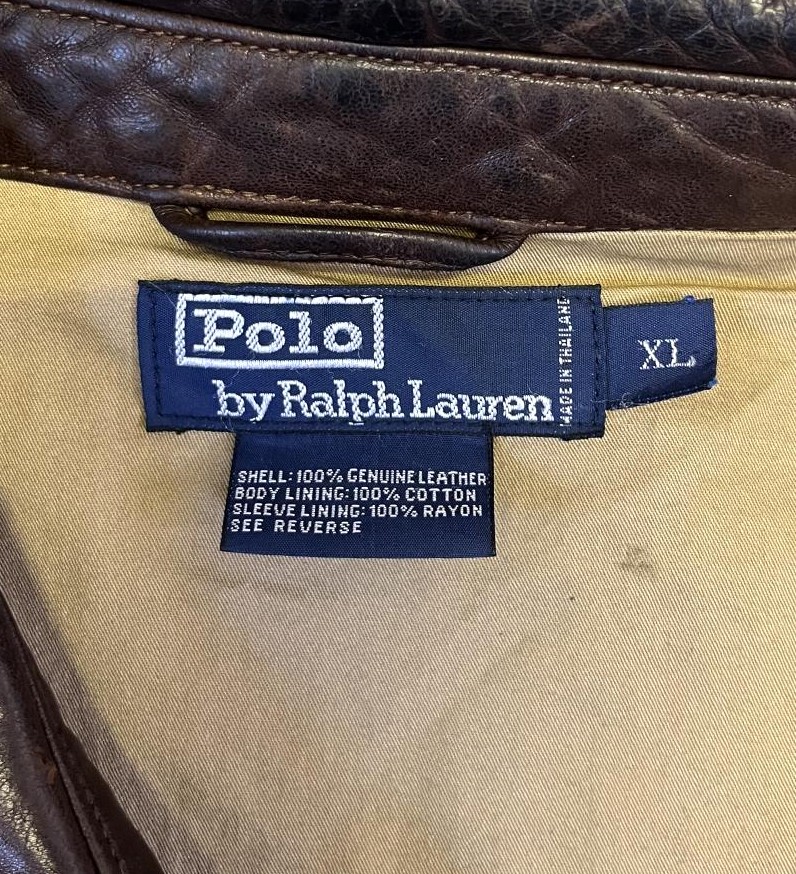 Polo
by Ralph Lauren
MADE IN THAILAND
XL
SHELL: 100% GENUINE LEATHER
BODY LINING: 100% COTTON
SLEEVE LINING: 100% RAYON
SEE REVERSE